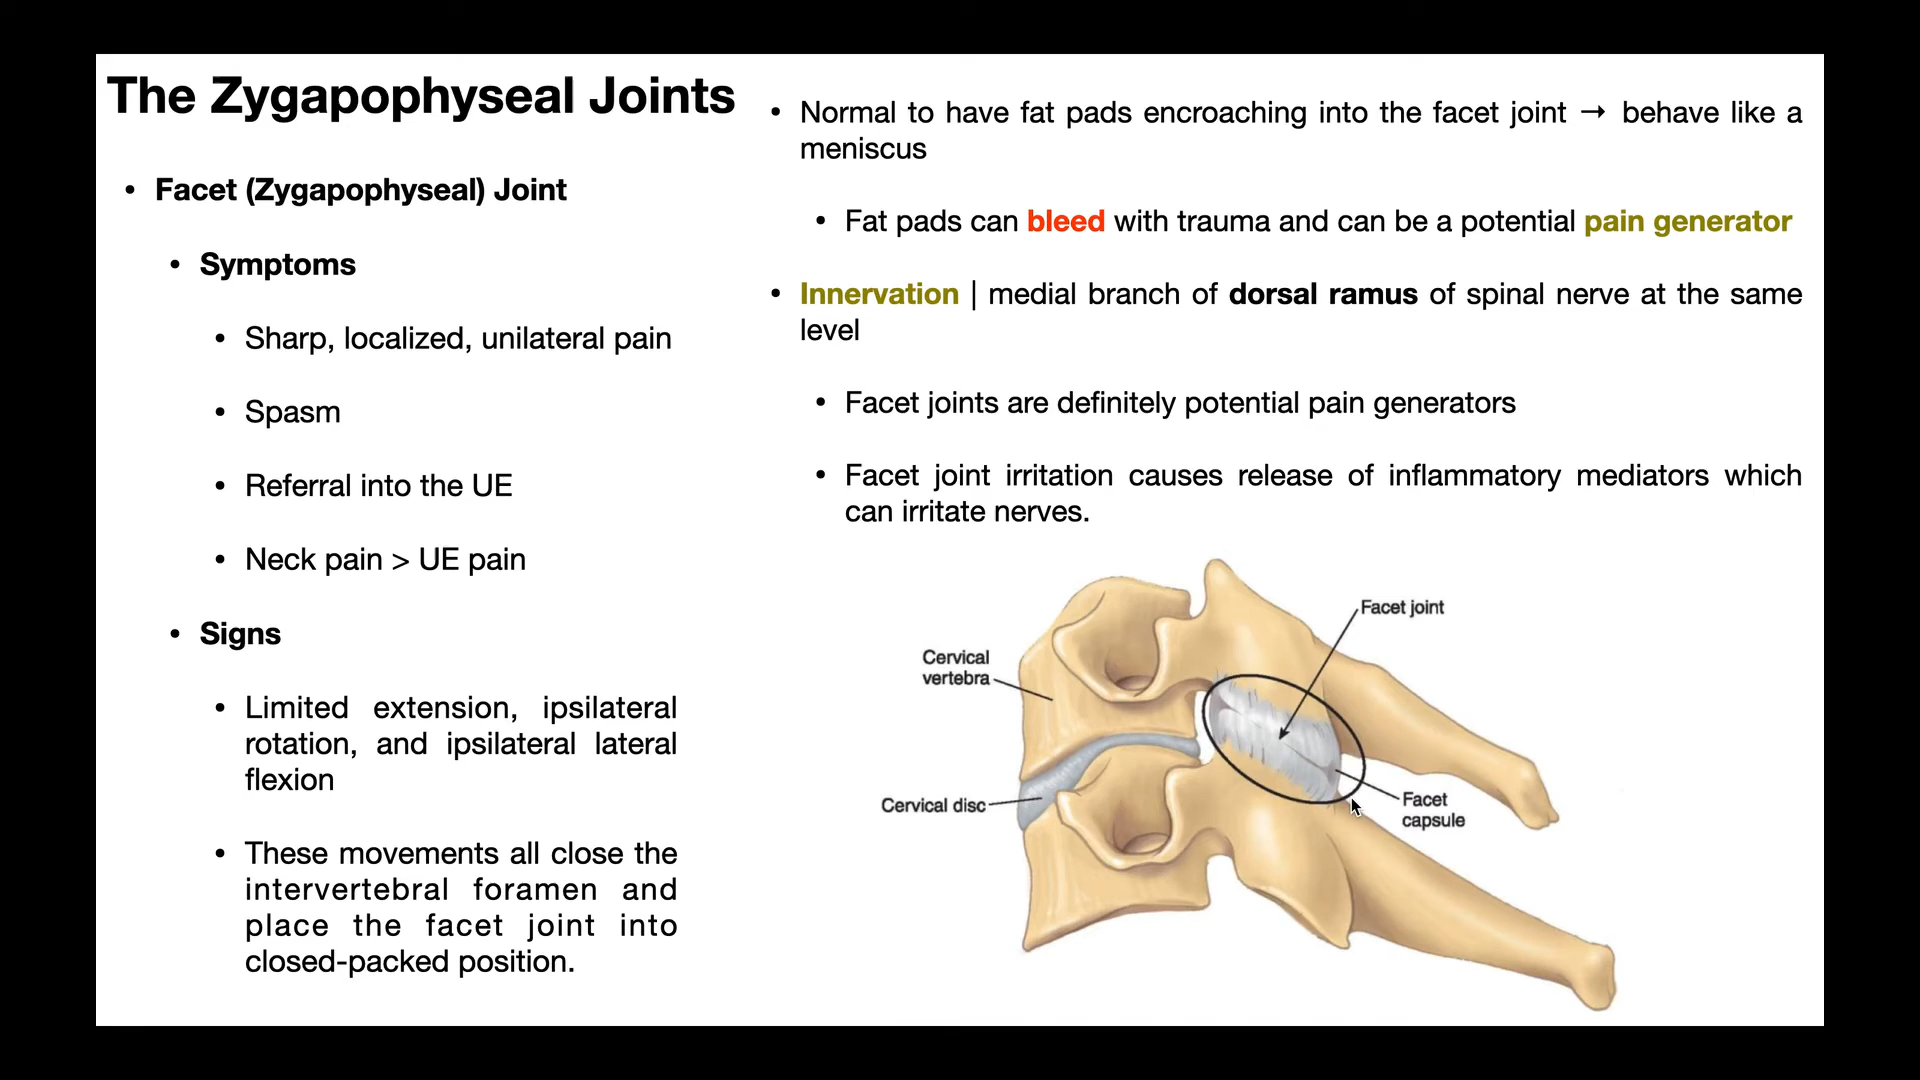 The Zygapophyseal Joints
• Facet (Zygapophyseal) Joint
• Symptoms
• Sharp, localized, unilateral pain
• Spasm
• Referral into the UE
• Neck pain > UE pain
• Signs
• Limited extension, ipsilateral
rotation, and ipsilateral lateral
flexion
• These movements all close the
intervertebral foramen and
place the facet joint into
closed-packed position.
• Normal to have fat pads encroaching into the facet joint → behave like a
meniscus
• Fat pads can bleed with trauma and can be a potential pain generator
• Innervation | medial branch of dorsal ramus of spinal nerve at the same
level
• Facet joints are definitely potential pain generators
• Facet joint irritation causes release of inflammatory mediators which
can irritate nerves.
Facet joint
Cervical
vertebra
Cervical disc
Facet
capsule